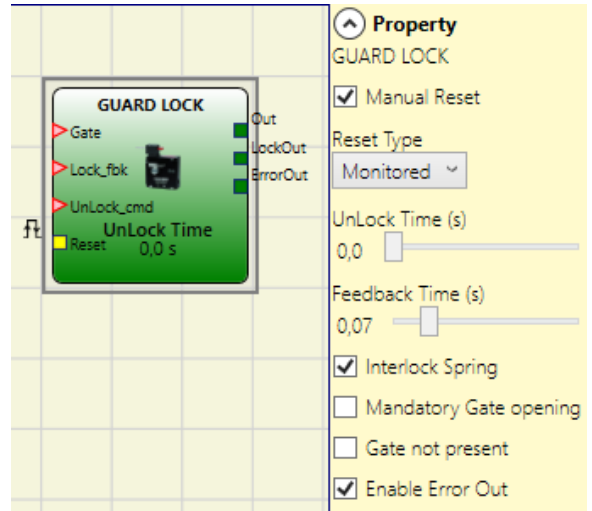 GUARD LOCK
Gate
Lock_fbk
UnLock_cmd
Reset
UnLock Time
0,0 s
Out
LockOut
ErrorOut
Property
GUARD LOCK
Manual Reset
Reset Type
Monitored
UnLock Time (s)
0,0
Feedback Time (s)
0,07
Interlock Spring
Mandatory Gate opening
Gate not present
Enable Error Out